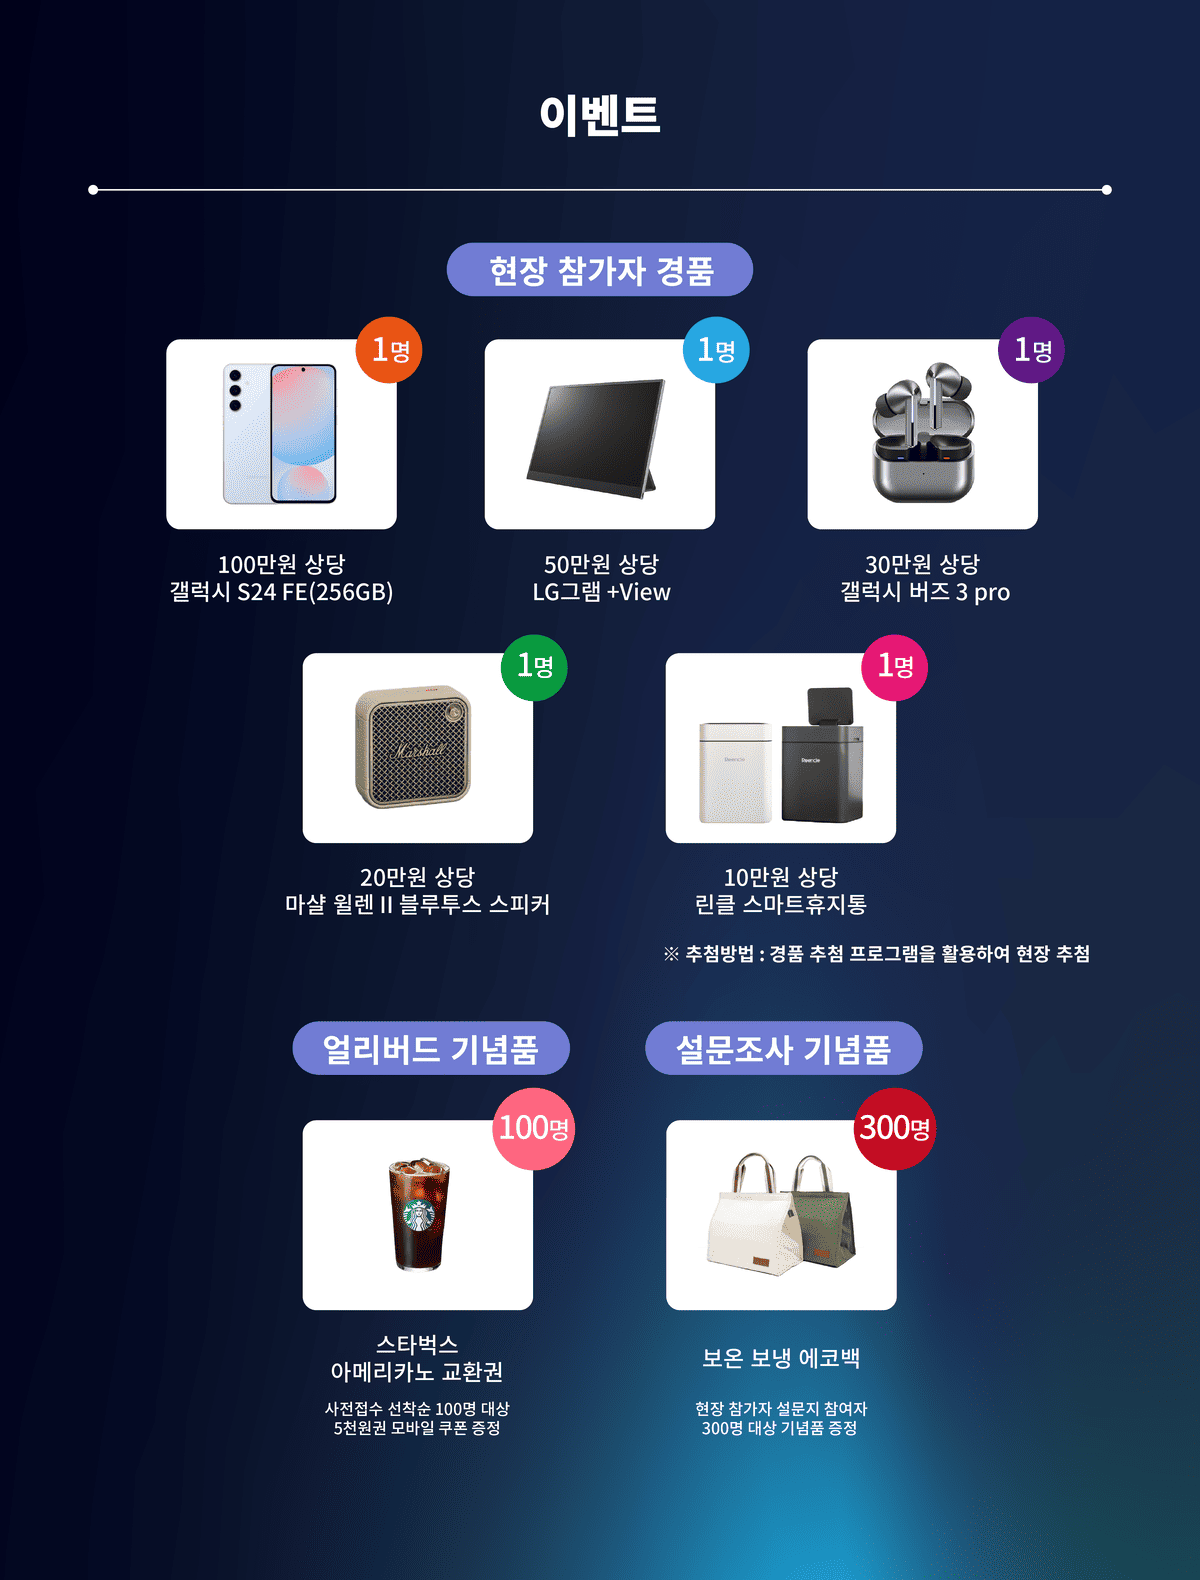 이벤트
현장 참가자 경품
1명
1명
1명
100만원 상당
갤럭시 S24 FE(256GB)
50만원 상당
LG그램 +View
30만원 상당
갤럭시 버즈 3 pro
1명
1명
Marshall
Reencle
Reencle
20만원 상당
마샬 윌렌 II 블루투스 스피커
10만원 상당
린클 스마트휴지통
※ 추첨방법 : 경품 추첨 프로그램을 활용하여 현장 추첨
얼리버드 기념품
설문조사 기념품
100명
300명
스타벅스
아메리카노 교환권
사전접수 선착순 100명 대상
5천원권 모바일 쿠폰 증정
보온 보냉 에코백
현장 참가자 설문지 참여자
300명 대상 기념품 증정